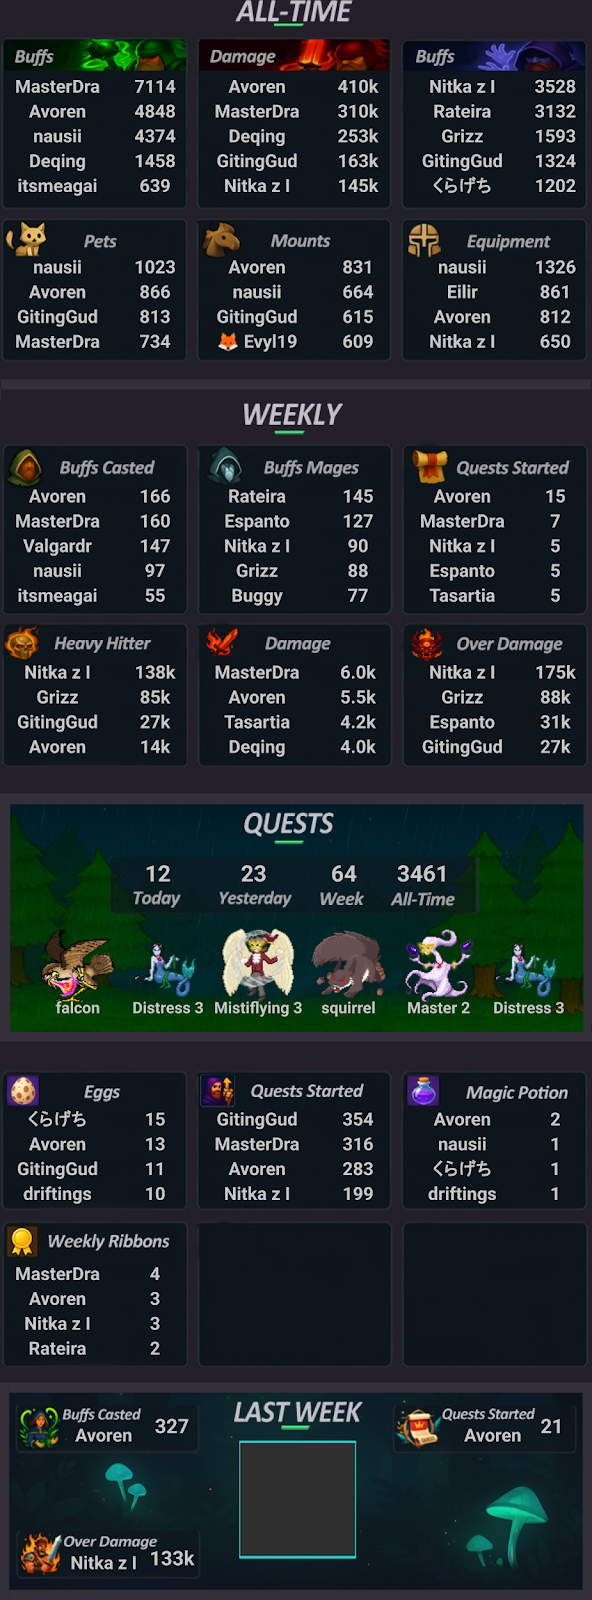 ALL-TIME
Buffs
MasterDra 7114
Avoren 4848
nausii 4374
Deqing 1458
itsmeagai 639
Damage
Avoren 410k
MasterDra 310k
Deqing 253k
GitingGud 163k
Nitka z l 145k
Buffs
Nitka z l 3528
Rateira 3132
Grizz 1593
GitingGud 1324
くらげち 1202
Pets
nausii 1023
Avoren 866
GitingGud 813
MasterDra 734
Mounts
Avoren 831
nausii 664
GitingGud 615
🦊 Evyl19 609
Equipment
nausii 1326
Eilir 861
Avoren 812
Nitka z l 650
WEEKLY
Buffs Casted
Avoren 166
MasterDra 160
Valgardr 147
nausii 97
itsmeagai 55
Buffs Mages
Rateira 145
Espanto 127
Nitka z l 90
Grizz 88
Buggy 77
Quests Started
Avoren 15
MasterDra 7
Nitka z l 5
Espanto 5
Tasartia 5
Heavy Hitter
Nitka z l 138k
Grizz 85k
GitingGud 27k
Avoren 14k
Damage
MasterDra 6.0k
Avoren 5.5k
Tasartia 4.2k
Deqing 4.0k
Over Damage
Nitka z l 175k
Grizz 88k
Espanto 31k
GitingGud 27k
QUESTS
12 23 64 3461
Today Yesterday Week All-Time
falcon Distress 3 Mistiflying 3 squirrel Master 2 Distress 3
Eggs
くらげち 15
Avoren 13
GitingGud 11
driftings 10
Quests Started
GitingGud 354
MasterDra 316
Avoren 283
Nitka z l 199
Magic Potion
Avoren 2
nausii 1
くらげち 1
driftings 1
Weekly Ribbons
MasterDra 4
Avoren 3
Nitka z l 3
Rateira 2
LAST WEEK
Buffs Casted
Avoren 327
Quests Started
Avoren 21
Over Damage
Nitka z l 133k